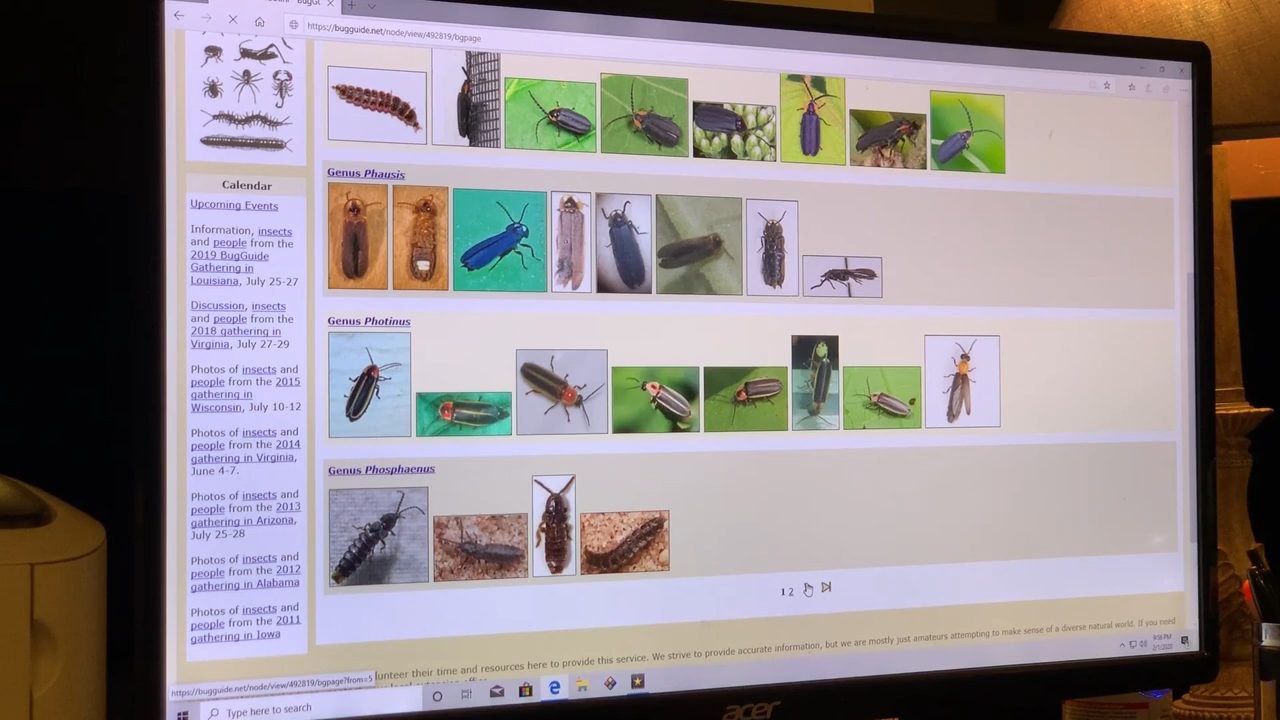 https://bugguide.net/node/view/492819/bgpage
Genus Phausis
Genus Photinus
Genus Phosphaenus
1 2
Calendar
Upcoming Events
Information, insects
and people from the
2019 BugGuide
Gathering in
Louisiana, July 25-27
Discussion, insects
and people from the
2018 gathering in
Virginia, July 27-29
Photos of insects and
people from the 2015
gathering in
Wisconsin, July 10-12
Photos of insects and
people from the 2014
gathering in Virginia,
June 4-7.
Photos of insects and
people from the 2013
gathering in Arizona,
July 25-28
Photos of insects and
people from the 2012
gathering in Alabama
Photos of insects and
people from the 2011
gathering in Iowa
lunteer their time and resources here to provide this service. We strive to provide accurate information, but we are mostly just amateurs attempting to make sense of a diverse natural world. If you need
https://bugguide.net/node/view/492819/bgpage?from=5
Type here to search
9:56 PM
acer